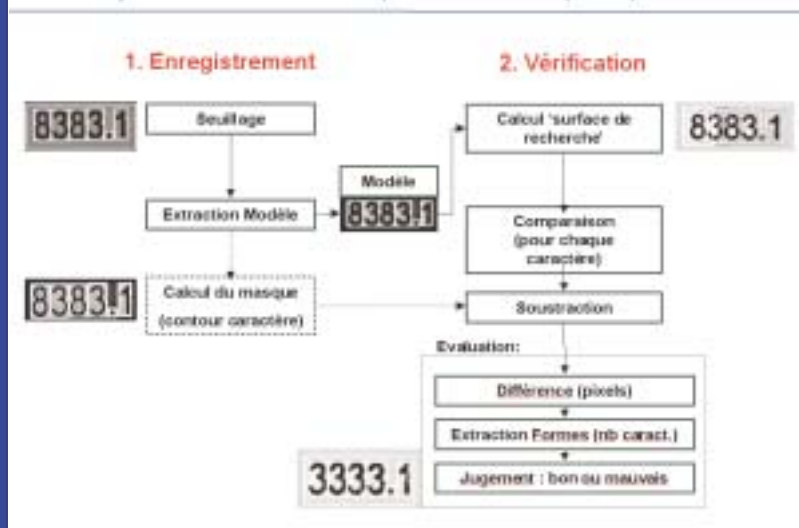 1. Enregistrement
2. Vérification
8383.1
Seuillage
Calcul 'surface de
recherche'
8383.1
Modèle
Extraction Modèle
8383.1
Comparaison
(pour chaque
caractère)
8383.1
Calcul du masque
(contour caractère)
Soustraction
Evaluation:
Différence (pixels)
Extraction Formes (nb caract.)
3333.1
Jugement : bon ou mauvais